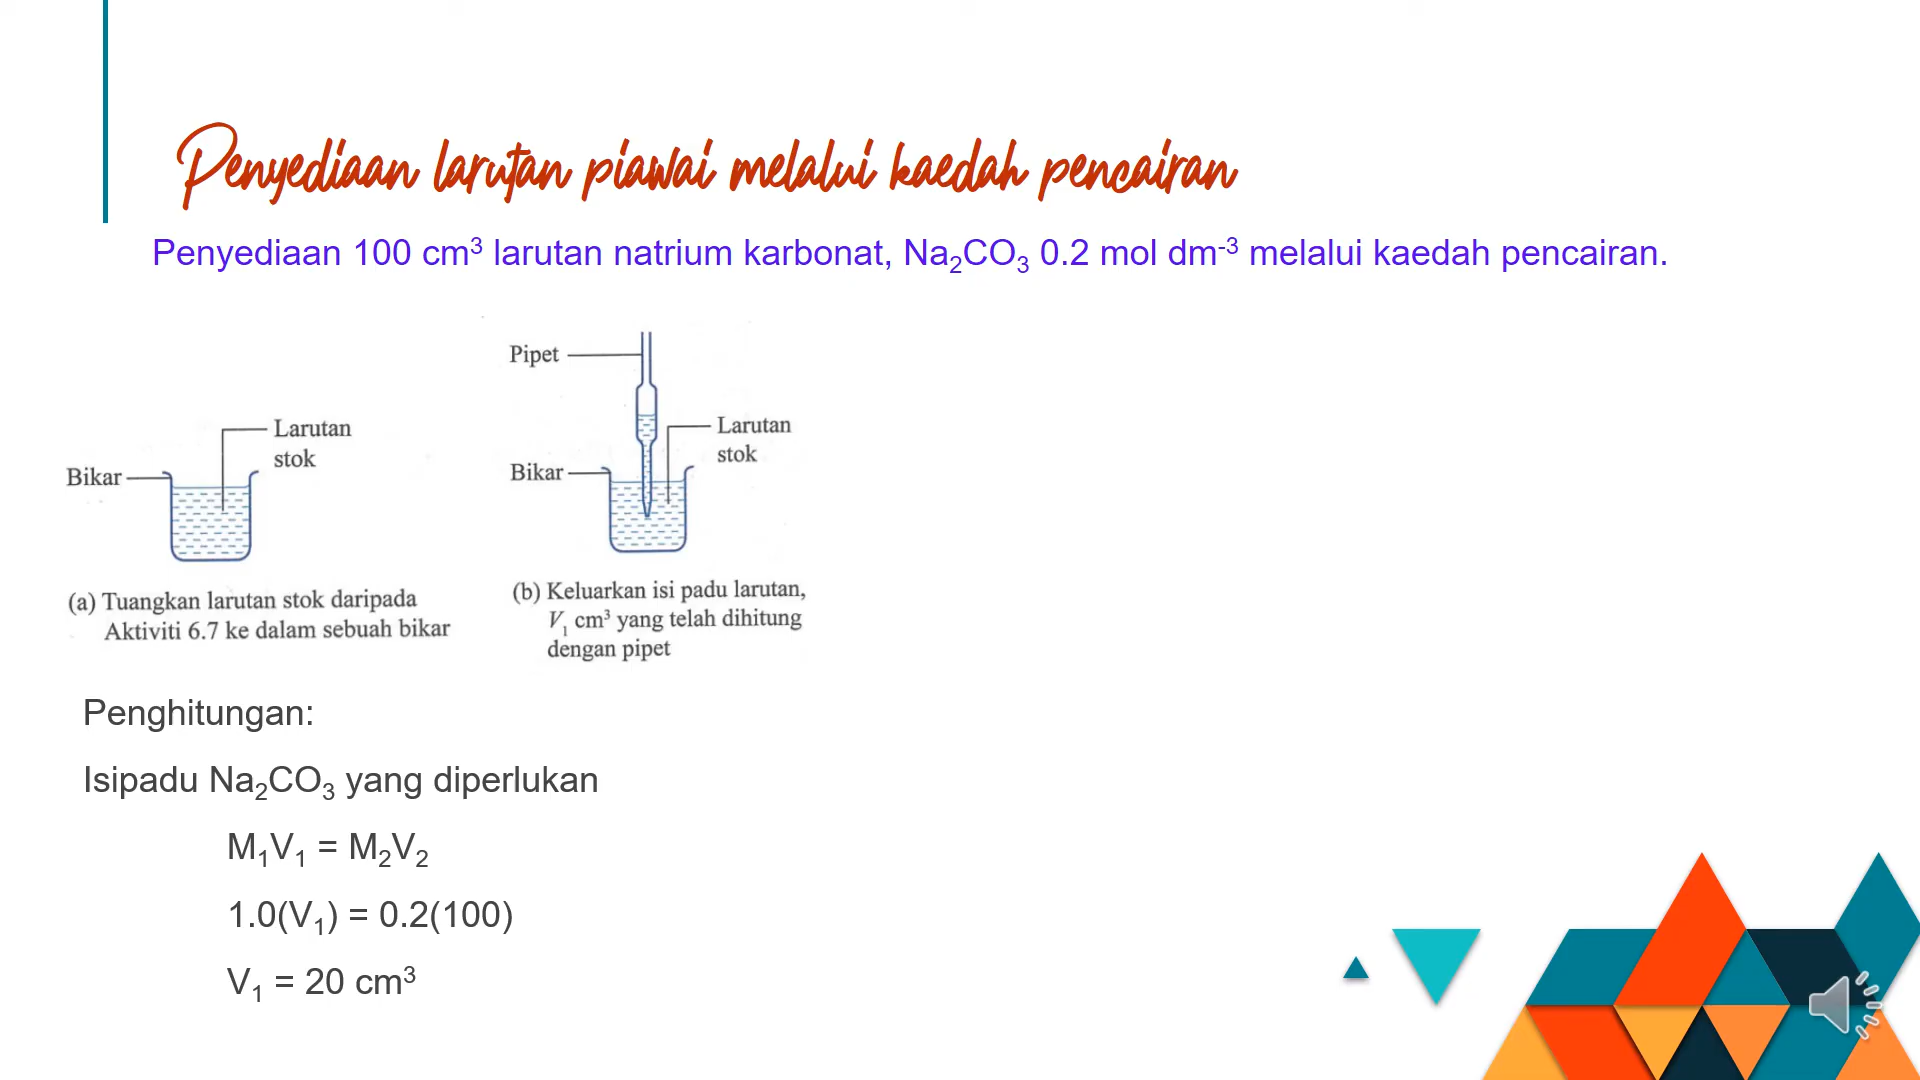 Penyediaan larutan piawai melalui kaedah pencairan
Penyediaan 100 cm³ larutan natrium karbonat, Na₂CO₃ 0.2 mol dm⁻³ melalui kaedah pencairan.
Bikar
Larutan
stok
(a) Tuangkan larutan stok daripada
Aktiviti 6.7 ke dalam sebuah bikar
Pipet
Larutan
stok
Bikar
(b) Keluarkan isi padu larutan,
V₁ cm³ yang telah dihitung
dengan pipet
Penghitungan:
Isipadu Na₂CO₃ yang diperlukan
M₁V₁ = M₂V₂
1.0(V₁) = 0.2(100)
V₁ = 20 cm³